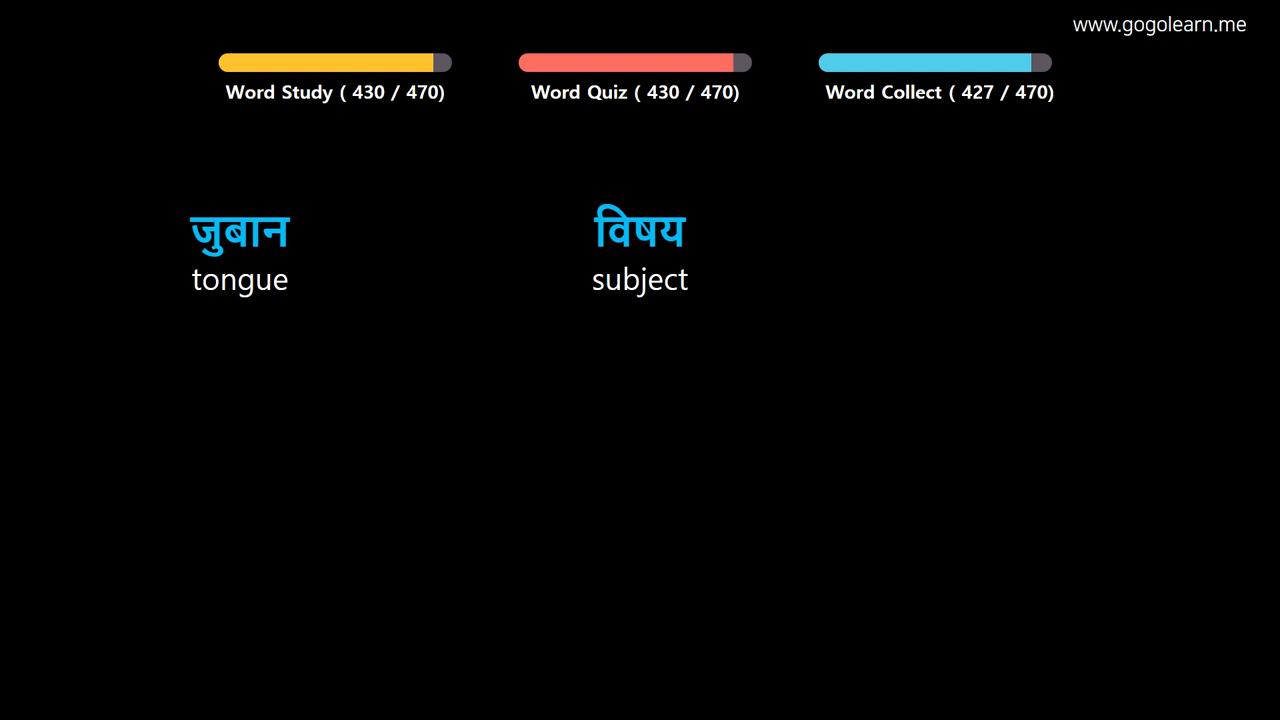 www.gogolearn.me
Word Study ( 430 / 470)
Word Quiz ( 430 / 470)
Word Collect ( 427 / 470)
जुबान
tongue
विषय
subject